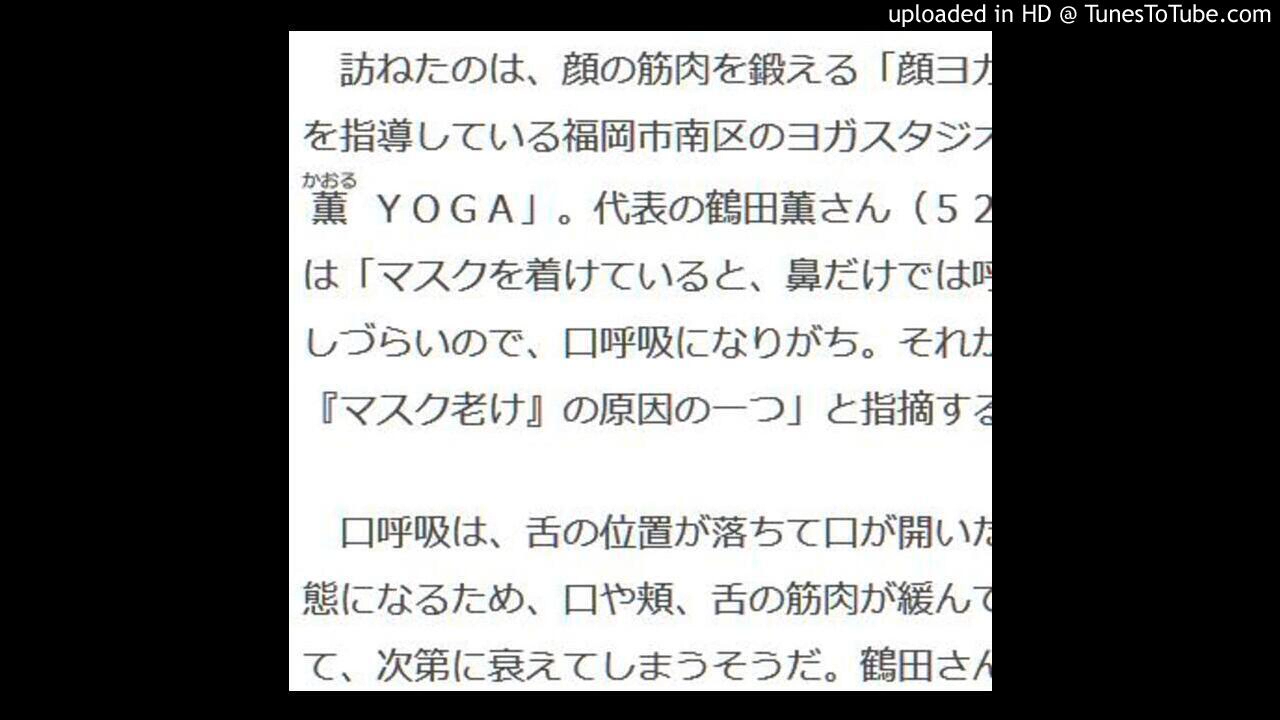 uploaded in HD @ TunesToTube.com
訪ねたのは、顔の筋肉を鍛える「顔ヨガ
を指導している福岡市南区のヨガスタジオ
かおる
薫 ＹＯＧＡ」。代表の鶴田薫さん（５２
は「マスクを着けていると、鼻だけでは呼
しづらいので、口呼吸になりがち。それが
『マスク老け』の原因の一つ」と指摘する
口呼吸は、舌の位置が落ちて口が開いた
態になるため、口や頬、舌の筋肉が緩んで
て、次第に衰えてしまうそうだ。鶴田さん